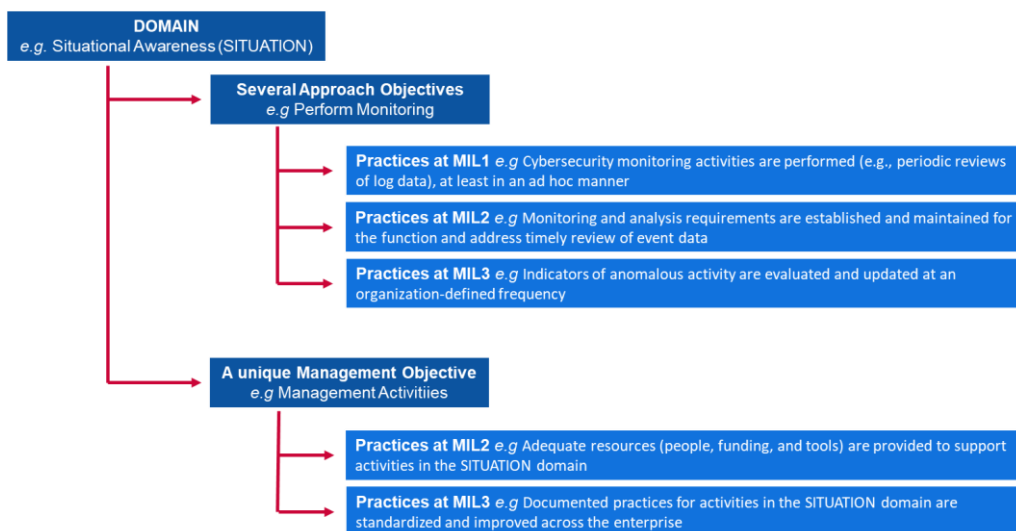 DOMAIN
e.g. Situational Awareness (SITUATION)
Several Approach Objectives
e.g Perform Monitoring
Practices at MIL1 e.g Cybersecurity monitoring activities are performed (e.g., periodic reviews
of log data), at least in an ad hoc manner
Practices at MIL2 e.g Monitoring and analysis requirements are established and maintained for
the function and address timely review of event data
Practices at MIL3 e.g Indicators of anomalous activity are evaluated and updated at an
organization-defined frequency
A unique Management Objective
e.g Management Activitiies
Practices at MIL2 e.g Adequate resources (people, funding, and tools) are provided to support
activities in the SITUATION domain
Practices at MIL3 e.g Documented practices for activities in the SITUATION domain are
standardized and improved across the enterprise